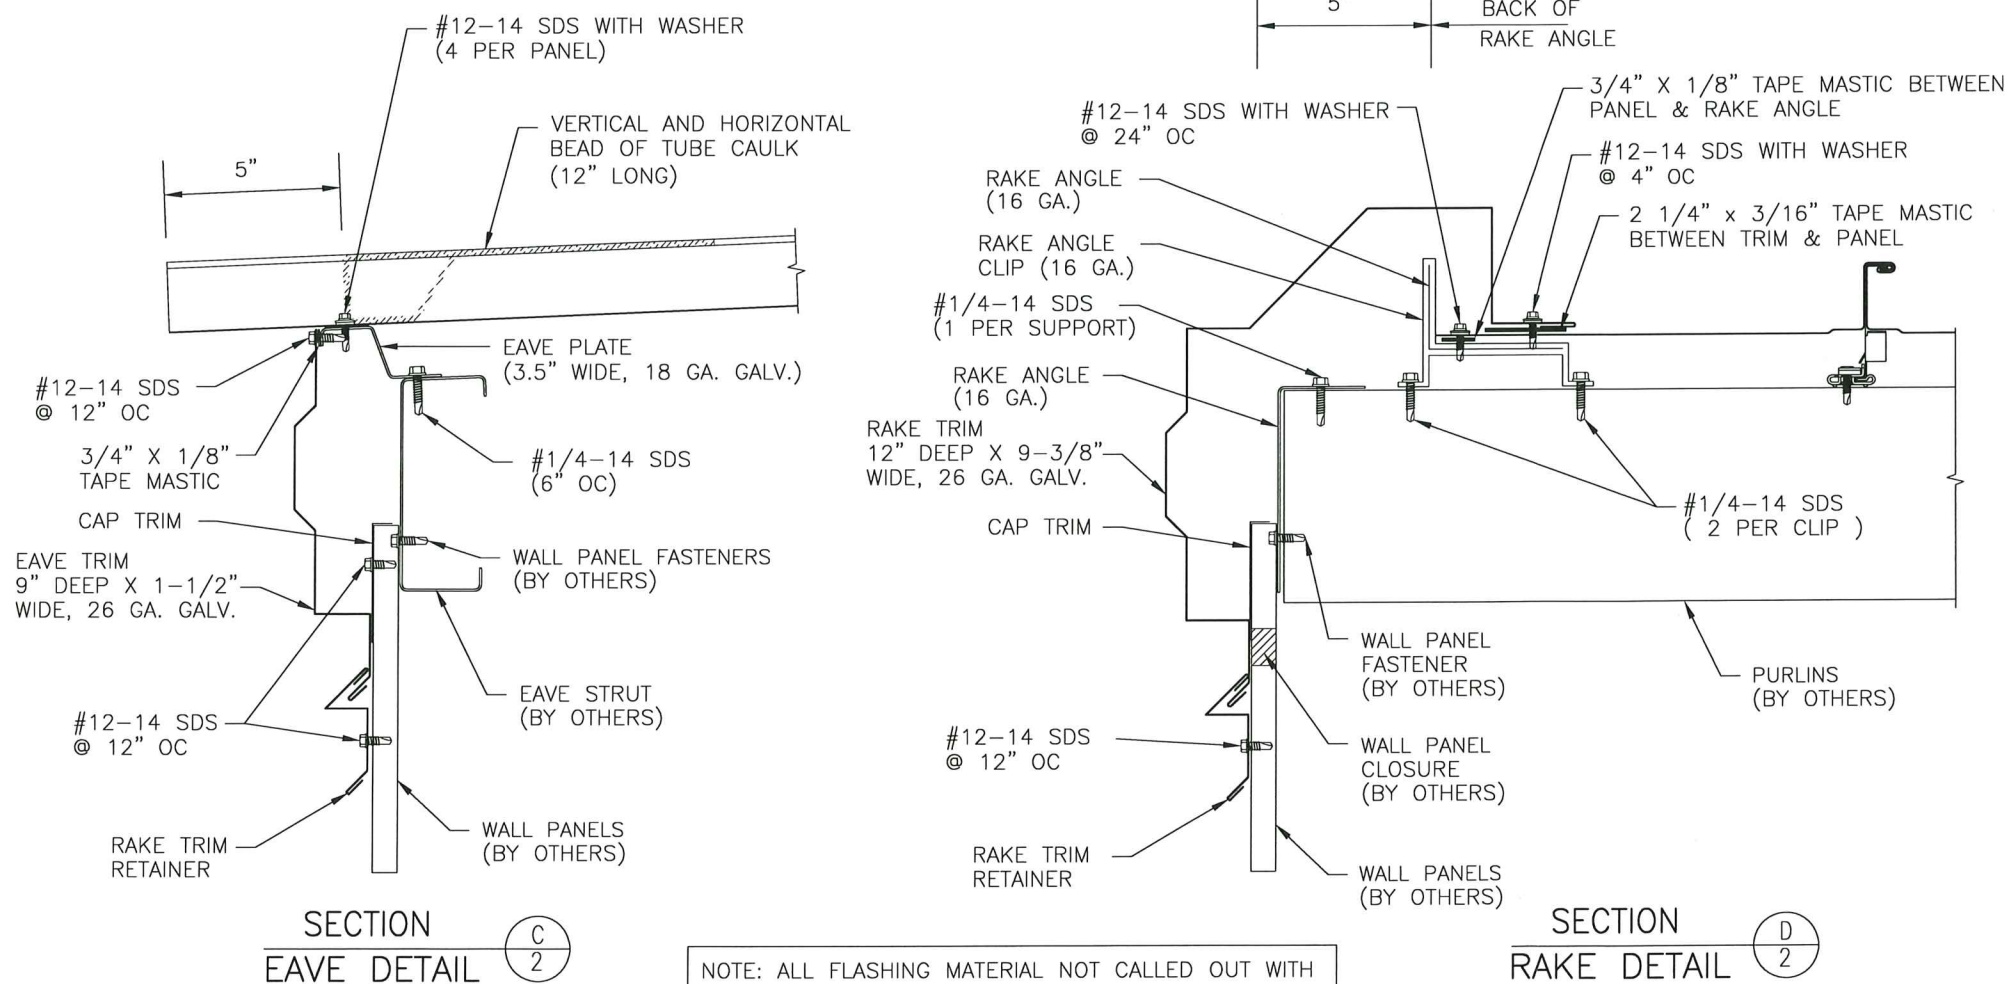 #12-14 SDS WITH WASHER
(4 PER PANEL)
VERTICAL AND HORIZONTAL
BEAD OF TUBE CAULK
(12" LONG)
5"
EAVE PLATE
(3.5" WIDE, 18 GA. GALV.)
#12-14 SDS
@ 12" OC
3/4" X 1/8"
TAPE MASTIC
#1/4-14 SDS
(6" OC)
CAP TRIM
WALL PANEL FASTENERS
(BY OTHERS)
EAVE TRIM
9" DEEP X 1-1/2"
WIDE, 26 GA. GALV.
EAVE STRUT
(BY OTHERS)
#12-14 SDS
@ 12" OC
WALL PANELS
(BY OTHERS)
RAKE TRIM
RETAINER
SECTION
EAVE DETAIL
C
2
5
BACK OF
RAKE ANGLE
3/4" X 1/8" TAPE MASTIC BETWEEN
PANEL & RAKE ANGLE
#12-14 SDS WITH WASHER
@ 24" OC
#12-14 SDS WITH WASHER
@ 4" OC
RAKE ANGLE
(16 GA.)
2 1/4" x 3/16" TAPE MASTIC
BETWEEN TRIM & PANEL
RAKE ANGLE
CLIP (16 GA.)
#1/4-14 SDS
(1 PER SUPPORT)
RAKE ANGLE
(16 GA.)
RAKE TRIM
12" DEEP X 9-3/8"
WIDE, 26 GA. GALV.
#1/4-14 SDS
( 2 PER CLIP )
CAP TRIM
WALL PANEL
FASTENER
(BY OTHERS)
PURLINS
(BY OTHERS)
#12-14 SDS
@ 12" OC
WALL PANEL
CLOSURE
(BY OTHERS)
RAKE TRIM
RETAINER
WALL PANELS
(BY OTHERS)
SECTION
RAKE DETAIL
D
2
NOTE: ALL FLASHING MATERIAL NOT CALLED OUT WITH